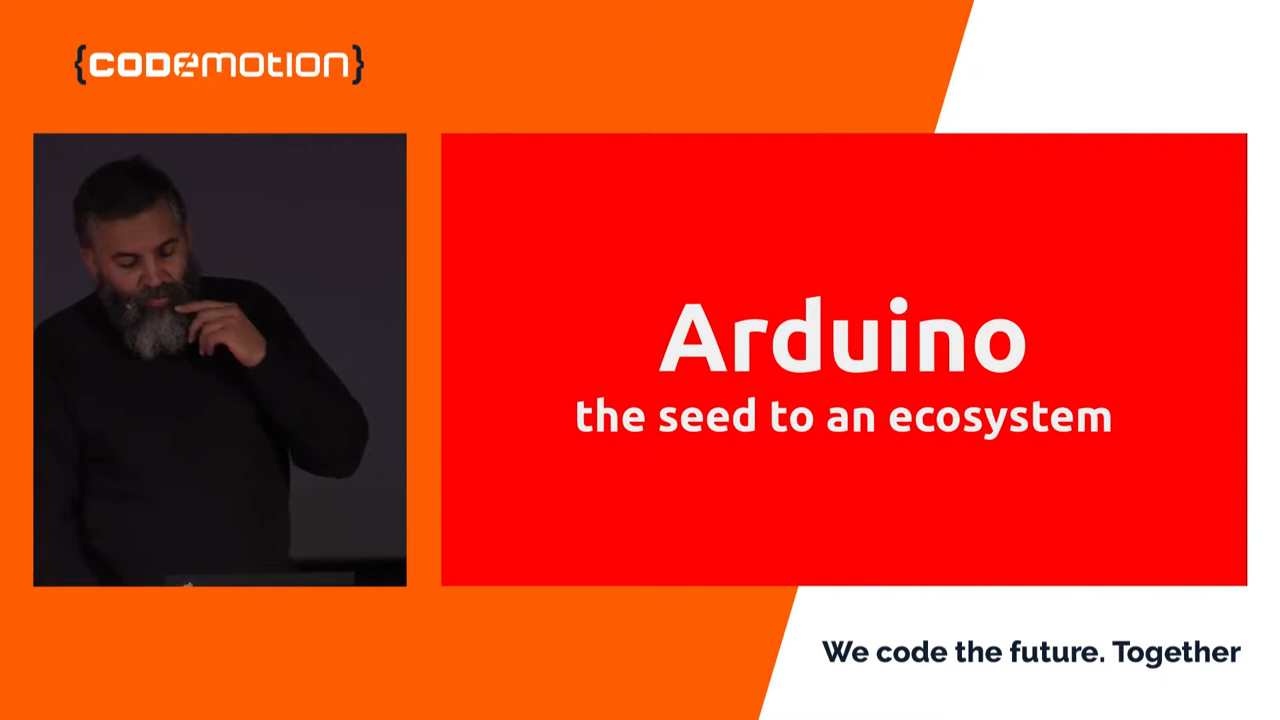 {CODEMOTION}
Arduino
the seed to an ecosystem
We code the future. Together